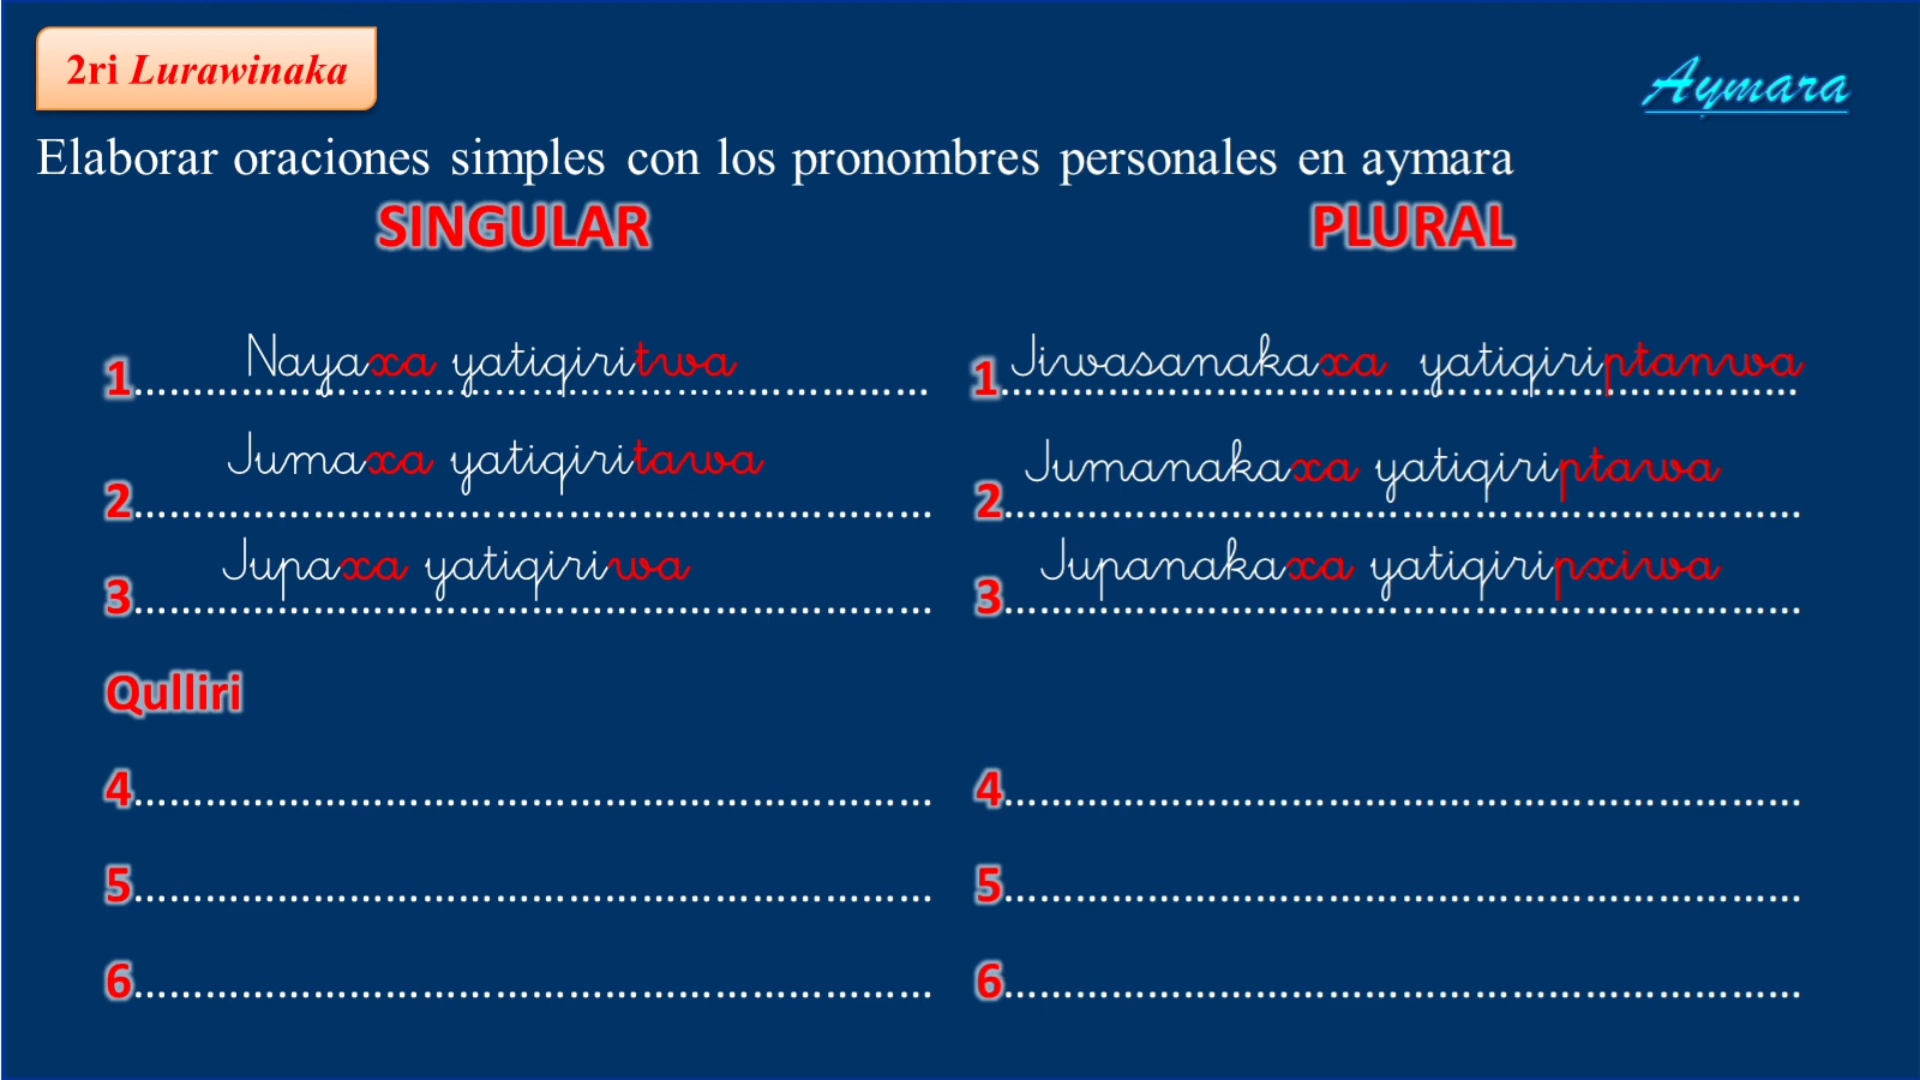 2ri Lurawinaka
Aymara
Elaborar oraciones simples con los pronombres personales en aymara
SINGULAR
PLURAL
1 Nayaxa yatiqiritwa
1 Jiwasanakaxa yatiqiriptanwa
2 Jumaxa yatiqiritawa
2 Jumanakaxa yatiqiriptawa
3 Jupaxa yatiqiriwa
3 Jupanakaxa yatiqiripxiwa
Qulliri
4
4
5
5
6
6